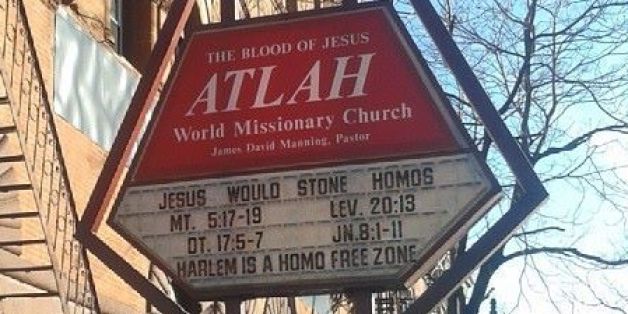 THE BLOOD OF JESUS
ATLAH
World Missionary Church
James David Manning, Pastor
JESUS WOULD STONE HOMOS
MT. 5:17-19 LEV. 20:13
DT. 17:5-7 JN.8:1-11
HARLEM IS A HOMO FREE ZONE